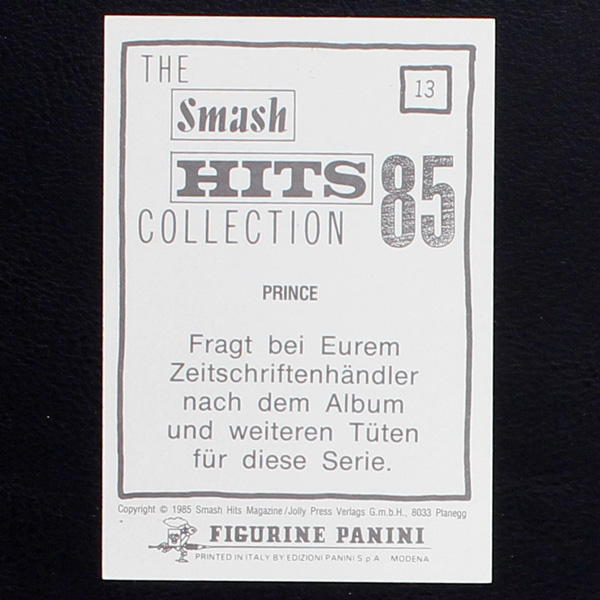 THE
13
Smash
HITS 85
COLLECTION
PRINCE
Fragt bei Eurem
Zeitschriftenhändler
nach dem Album
und weiteren Tüten
für diese Serie.
Copyright © 1985 Smash Hits Magazine/Jolly Press Verlags G.m.b.H., 8033 Planegg
FIGURINE PANINI
PRINTED IN ITALY BY EDIZIONI PANINI S.p.A. MODENA